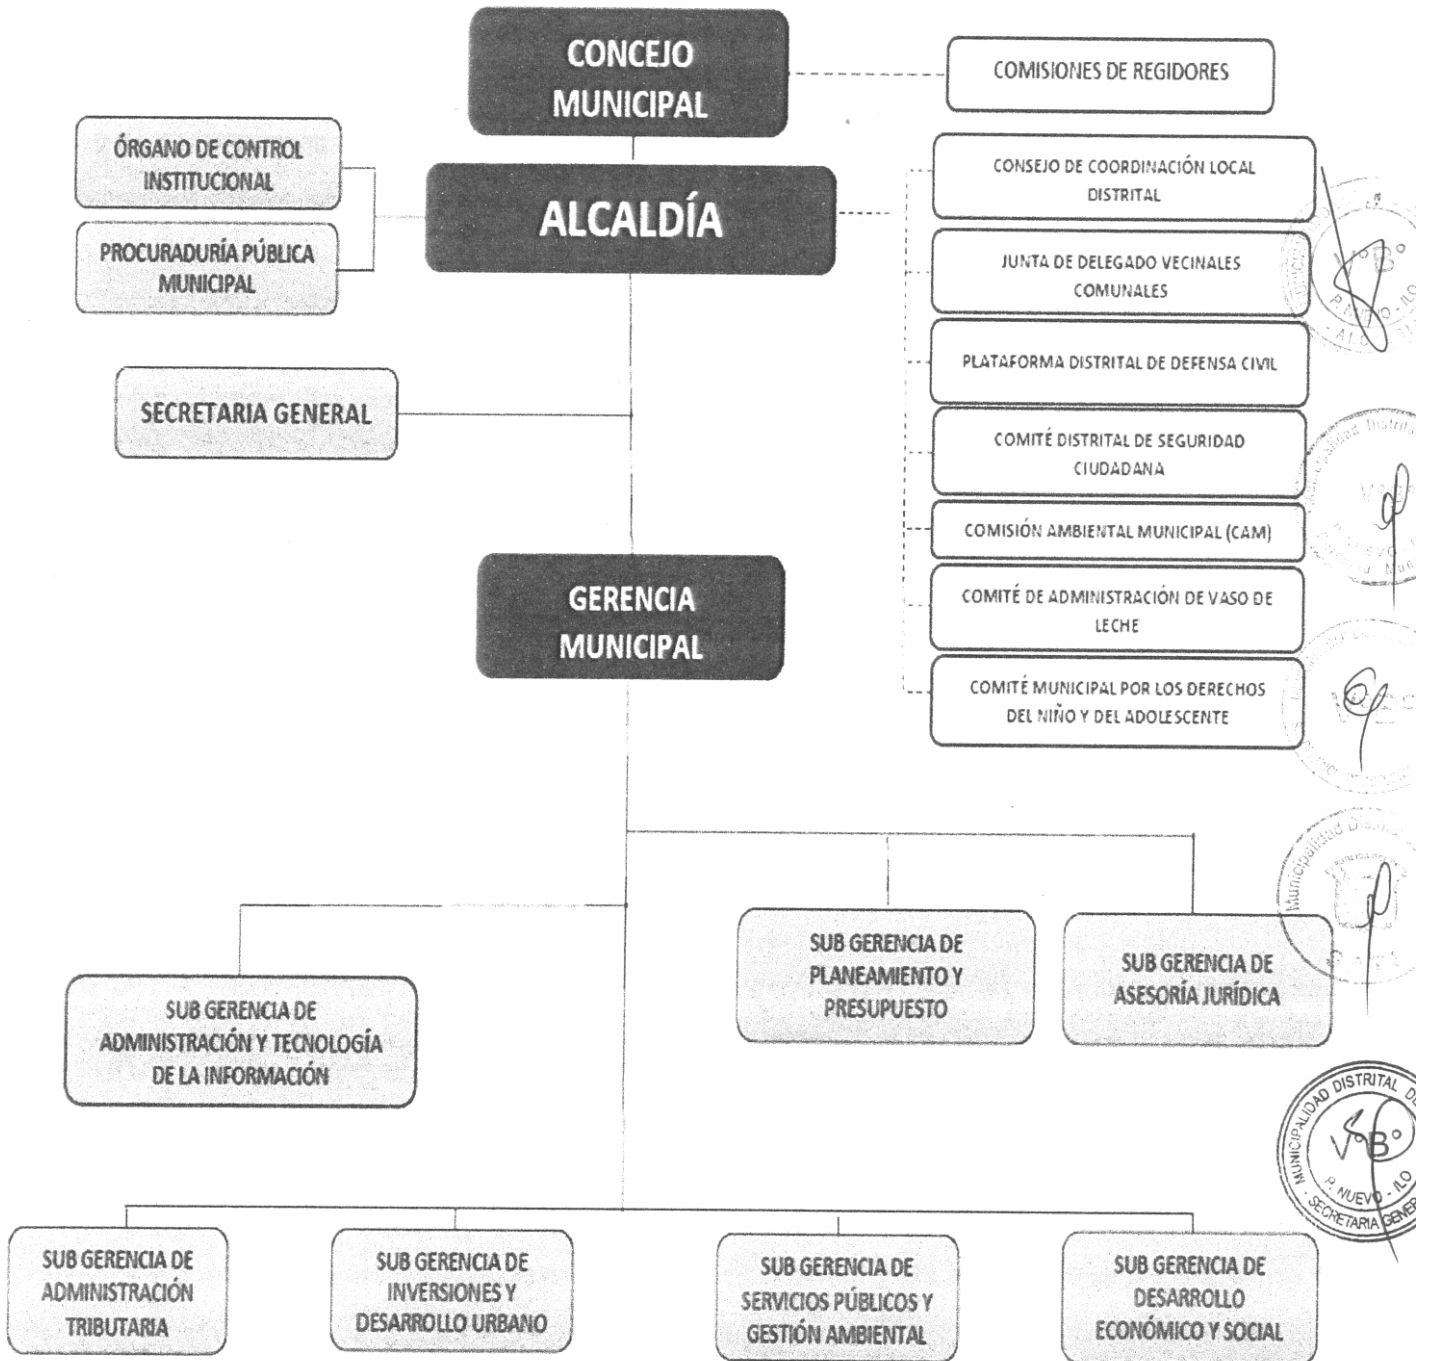 CONCEJO
MUNICIPAL
COMISIONES DE REGIDORES
ÓRGANO DE CONTROL
INSTITUCIONAL
ALCALDÍA
PROCURADURÍA PÚBLICA
MUNICIPAL
CONSEJO DE COORDINACIÓN LOCAL
DISTRITAL
JUNTA DE DELEGADO VECINALES
COMUNALES
PLATAFORMA DISTRITAL DE DEFENSA CIVIL
SECRETARIA GENERAL
COMITÉ DISTRITAL DE SEGURIDAD
CIUDADANA
COMISIÓN AMBIENTAL MUNICIPAL (CAM)
GERENCIA
MUNICIPAL
COMITÉ DE ADMINISTRACIÓN DE VASO DE
LECHE
COMITÉ MUNICIPAL POR LOS DERECHOS
DEL NIÑO Y DEL ADOLESCENTE
SUB GERENCIA DE
PLANEAMIENTO Y
PRESUPUESTO
SUB GERENCIA DE
ASESORÍA JURÍDICA
SUB GERENCIA DE
ADMINISTRACIÓN Y TECNOLOGÍA
DE LA INFORMACIÓN
MUNICIPALIDAD DISTRITAL
V°B°
P. NUEVO - ILO
SECRETARIA
SUB GERENCIA DE
ADMINISTRACIÓN
TRIBUTARIA
SUB GERENCIA DE
INVERSIONES Y
DESARROLLO URBANO
SUB GERENCIA DE
SERVICIOS PÚBLICOS Y
GESTIÓN AMBIENTAL
SUB GERENCIA DE
DESARROLLO
ECONÓMICO Y SOCIAL